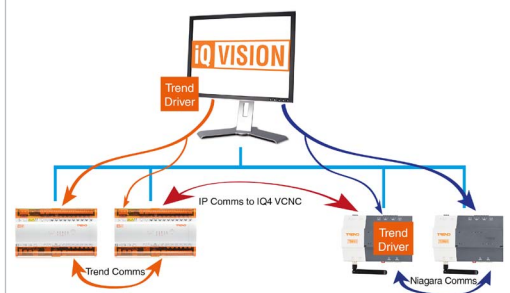 iQ VISION
Trend
Driver
IP Comms to IQ4 VCNC
Trend
Driver
Trend Comms
Niagara Comms